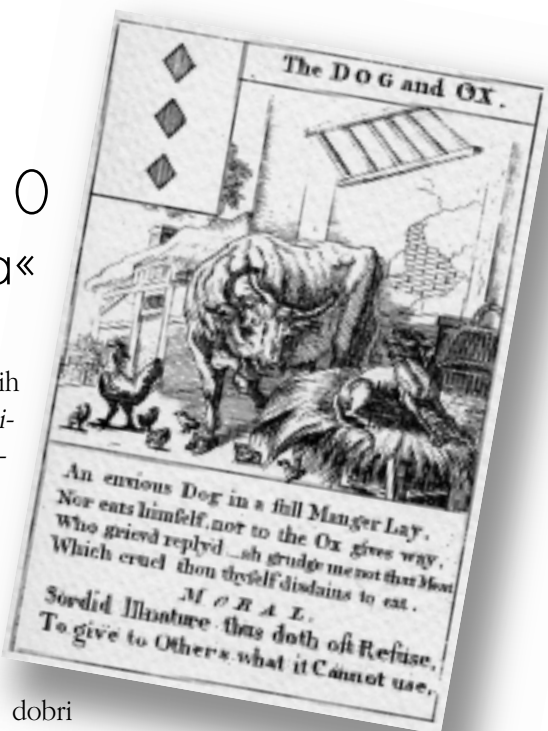 O
a«
ih
i-
-
The DOG and OX.
An envious Dog in a full Manger Lay,
Nor eats himself, nor to the Ox gives way,
Who griev'd reply'd ah grudge me not that Meat
Which cruel thou thyself disdains to eat.
MORAL.
Sordid Illnature thus doth oft Refuse,
To give to Others what it Cannot use,
dobri